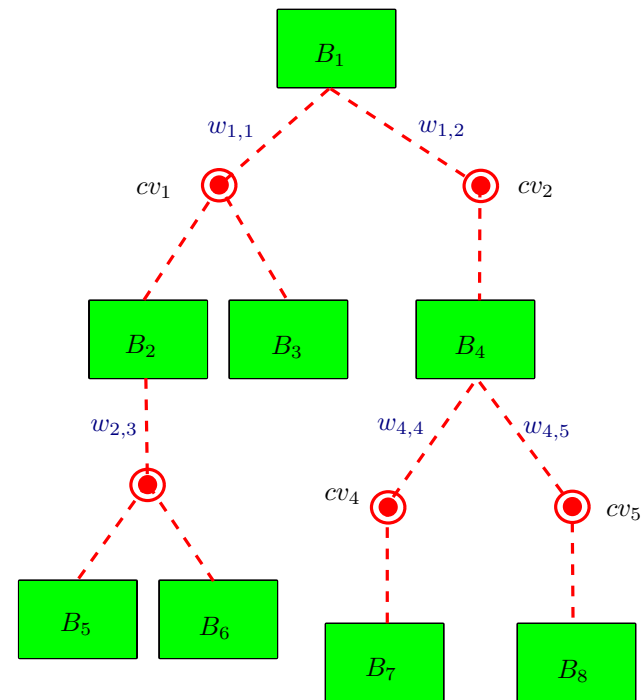 B₁
w₁,₁
w₁,₂
cv₁
cv₂
B₂
B₃
B₄
w₂,₃
w₄,₄
w₄,₅
cv₄
cv₅
B₅
B₆
B₇
B₈